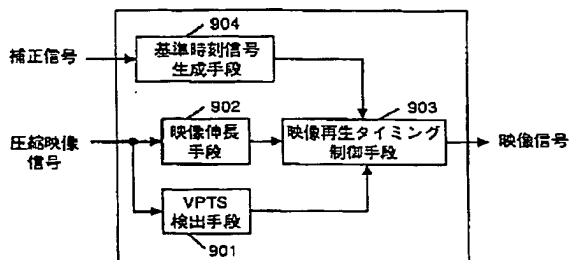 904
補正信号
基準時刻信号
生成手段
902
903
圧縮映像
信号
映像伸長
手段
映像再生タイミング
制御手段
映像信号
VPTS
検出手段
901